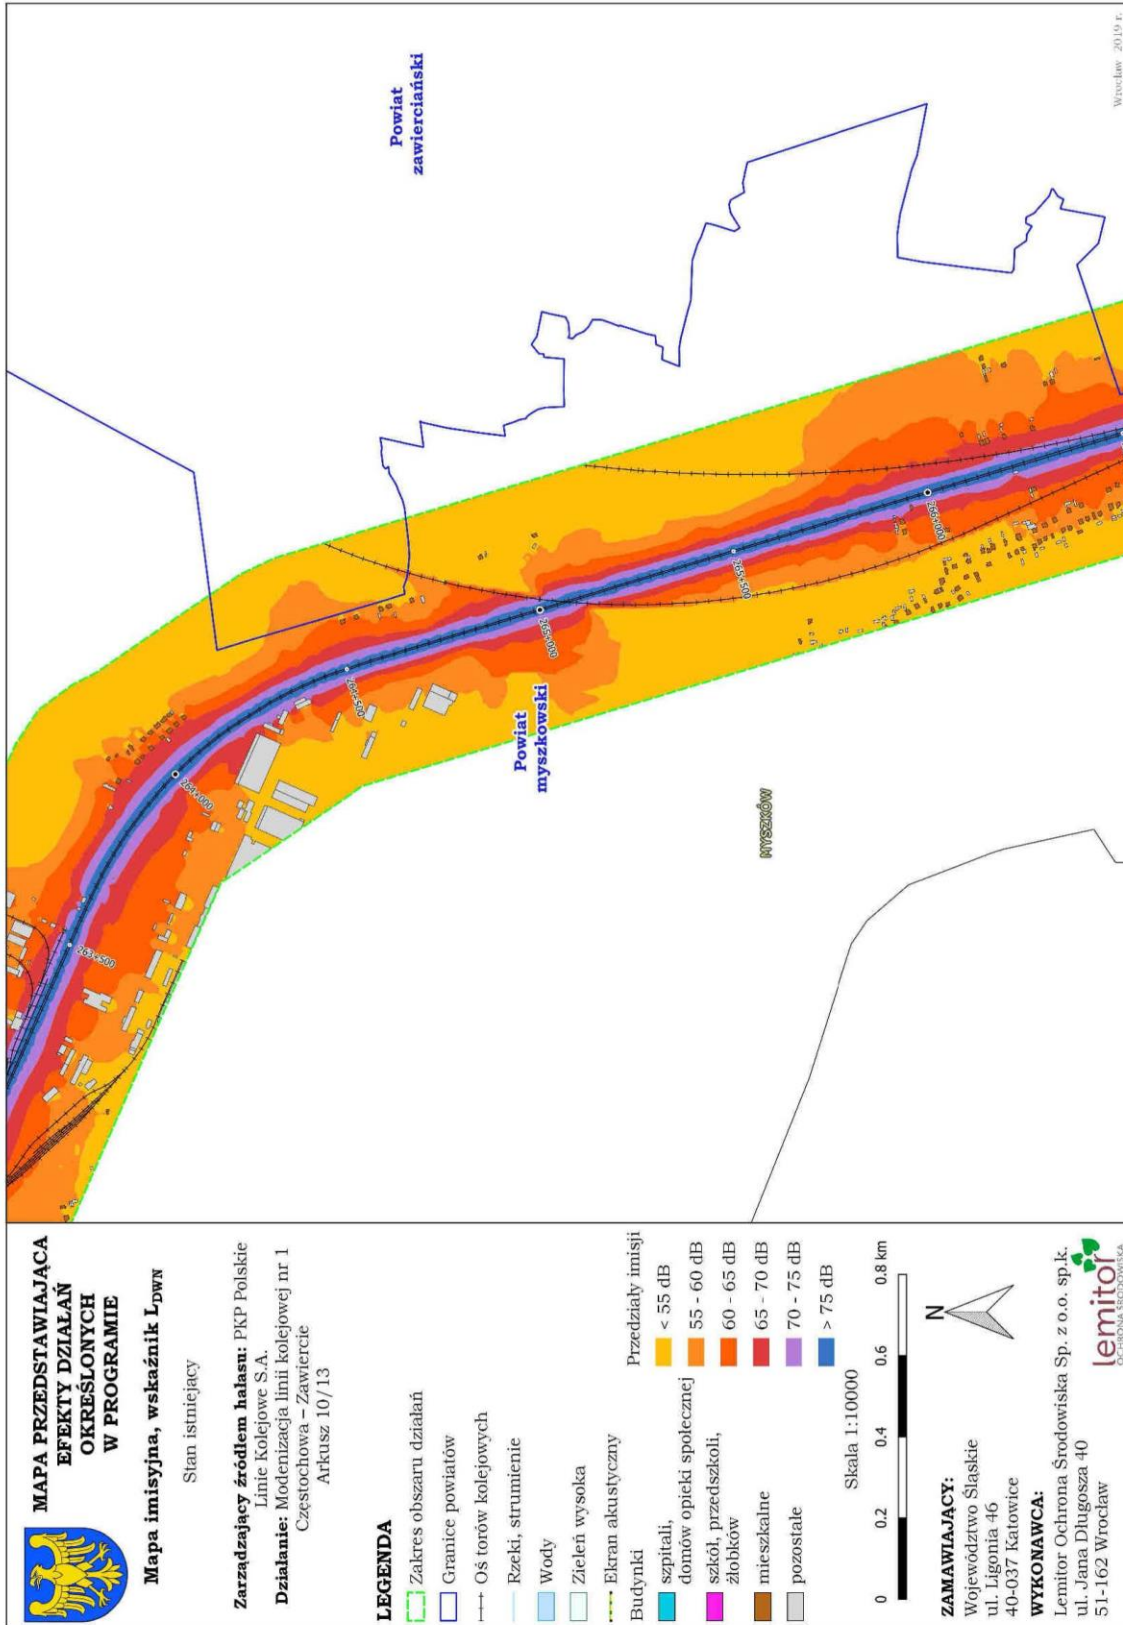 MAPA PRZEDSTAWIAJĄCA
EFEKTY DZIAŁAŃ
OKREŚLONYCH
W PROGRAMIE
Mapa imisyjna, wskaźnik LDWN
Stan istniejący
Zarządzający źródłem hałasu: PKP Polskie
Linie Kolejowe S.A.
Działanie: Modenizacja linii kolejowej nr 1
Częstochowa – Zawiercie
Arkusz 10/13
LEGENDA
Zakres obszaru działań
Granice powiatów
Oś torów kolejowych
Rzeki, strumienie
Wody
Zieleń wysoka
Ekran akustyczny
Budynki
szpitali,
domów opieki społecznej
szkół, przedszkoli,
żłobków
mieszkalne
pozostałe
Przedziały imisji
< 55 dB
55 - 60 dB
60 - 65 dB
65 - 70 dB
70 - 75 dB
> 75 dB
Skala 1:10000
0 0.2 0.4 0.6 0.8 km
N
ZAMAWIAJĄCY:
Województwo Śląskie
ul. Ligonia 46
40-037 Katowice
WYKONAWCA:
Lemitor Ochrona Środowiska Sp. z o.o. sp.k.
ul. Jana Długosza 40
51-162 Wrocław
lemitor
OCHRONA ŚRODOWISKA
263+500
264+000
264+500
265+000
265+500
266+000
Powiat
zawierciański
Powiat
myszkowski
MYSZKÓW
Wrocław 2019 r.